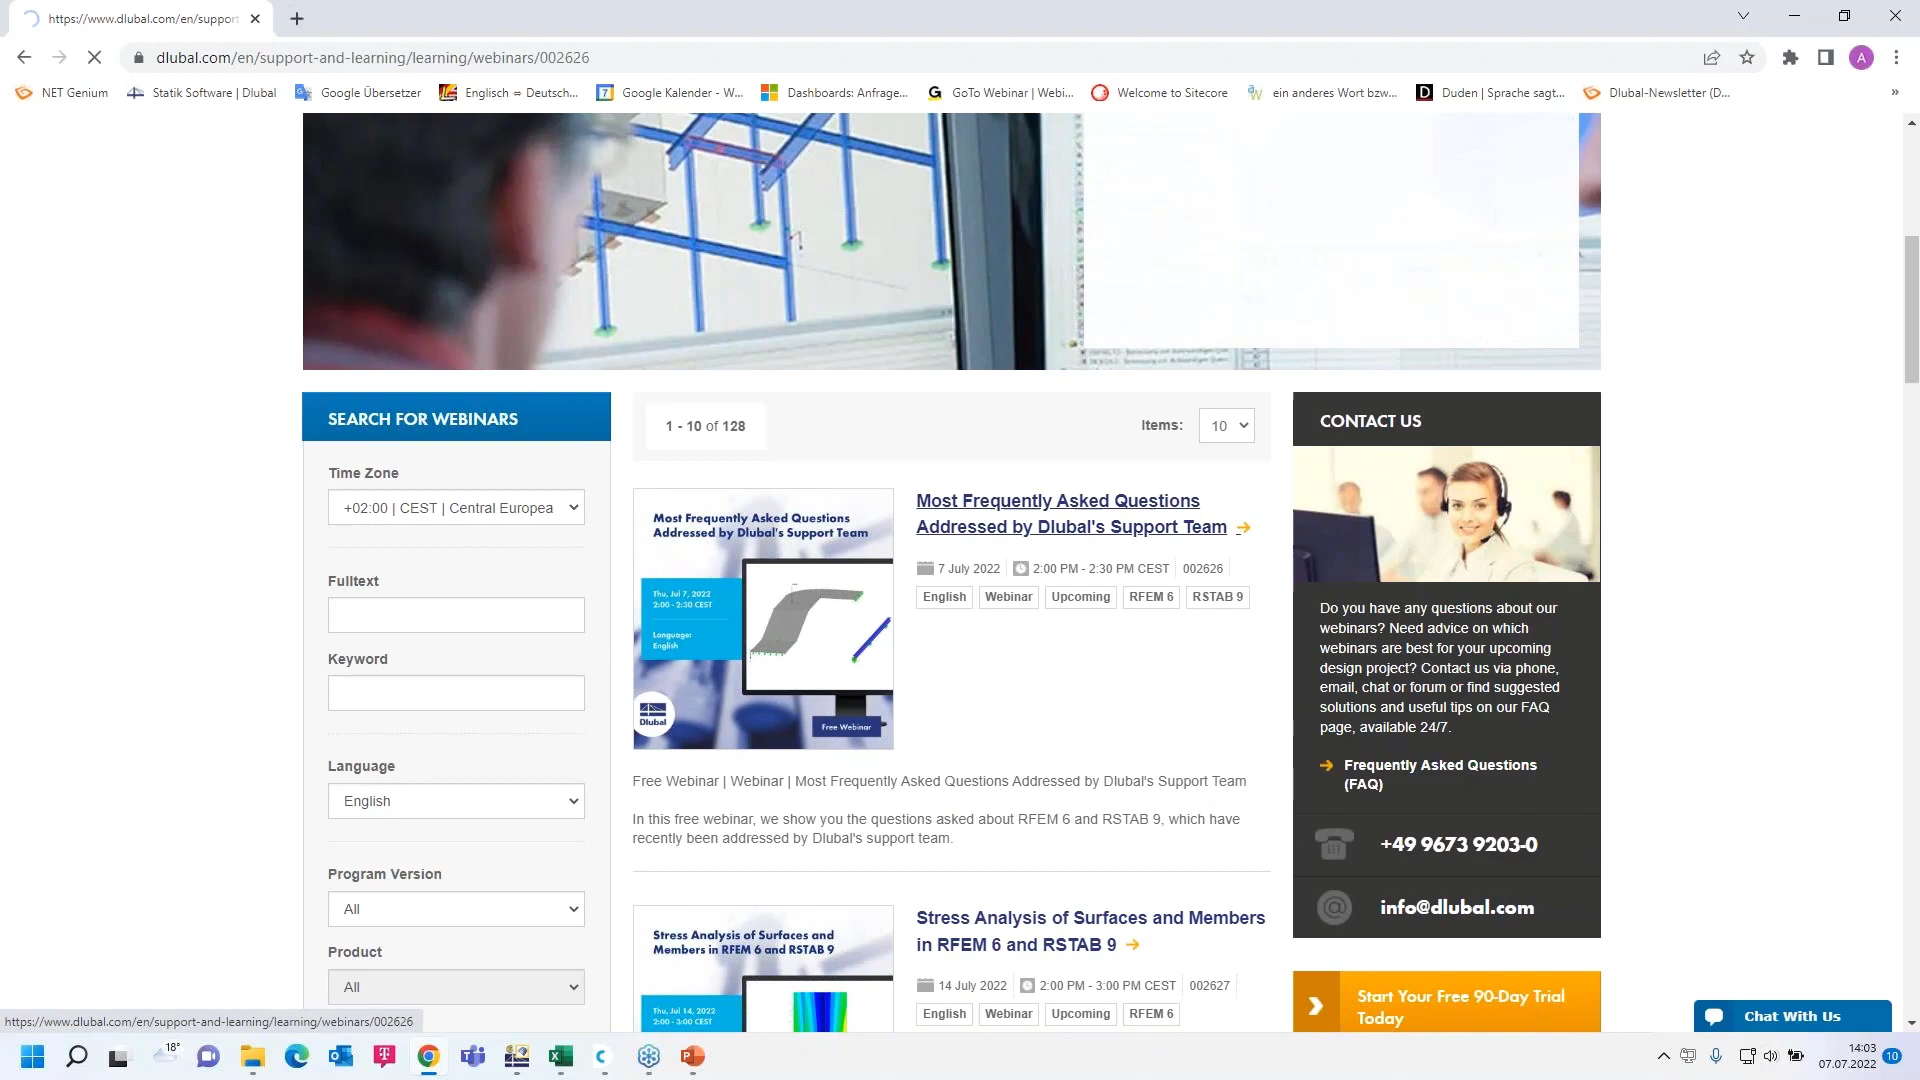 https://www.dlubal.com/en/support
dlubal.com/en/support-and-learning/learning/webinars/002626
A
NET Genium
Statik Software | Dlubal
Google Übersetzer
Englisch ⇔ Deutsch...
Google Kalender - W...
Dashboards: Anfrage...
GoTo Webinar | Webi...
Welcome to Sitecore
ein anderes Wort bzw...
Duden | Sprache sagt...
Dlubal-Newsletter (D...
»
SEARCH FOR WEBINARS
Time Zone
+02:00 | CEST | Central Europea
Fulltext
Keyword
Language
English
Program Version
All
Product
All
1 - 10 of 128
Items:
10
Most Frequently Asked Questions
Addressed by Dlubal's Support Team
Thu, Jul 7, 2022
2:00 - 2:30 CEST
Language:
English
Dlubal
Free Webinar
Most Frequently Asked Questions
Addressed by Dlubal's Support Team
7 July 2022
2:00 PM - 2:30 PM CEST
002626
English
Webinar
Upcoming
RFEM 6
RSTAB 9
Free Webinar | Webinar | Most Frequently Asked Questions Addressed by Dlubal's Support Team
In this free webinar, we show you the questions asked about RFEM 6 and RSTAB 9, which have
recently been addressed by Dlubal's support team.
Stress Analysis of Surfaces and
Members in RFEM 6 and RSTAB 9
Thu, Jul 14, 2022
2:00 - 3:00 CEST
Stress Analysis of Surfaces and Members
in RFEM 6 and RSTAB 9
14 July 2022
2:00 PM - 3:00 PM CEST
002627
English
Webinar
Upcoming
RFEM 6
CONTACT US
Do you have any questions about our
webinars? Need advice on which
webinars are best for your upcoming
design project? Contact us via phone,
email, chat or forum or find suggested
solutions and useful tips on our FAQ
page, available 24/7.
Frequently Asked Questions
(FAQ)
+49 9673 9203-0
info@dlubal.com
Start Your Free 90-Day Trial
Today
Chat With Us
https://www.dlubal.com/en/support-and-learning/learning/webinars/002626
18°
14:03
07.07.2022
10